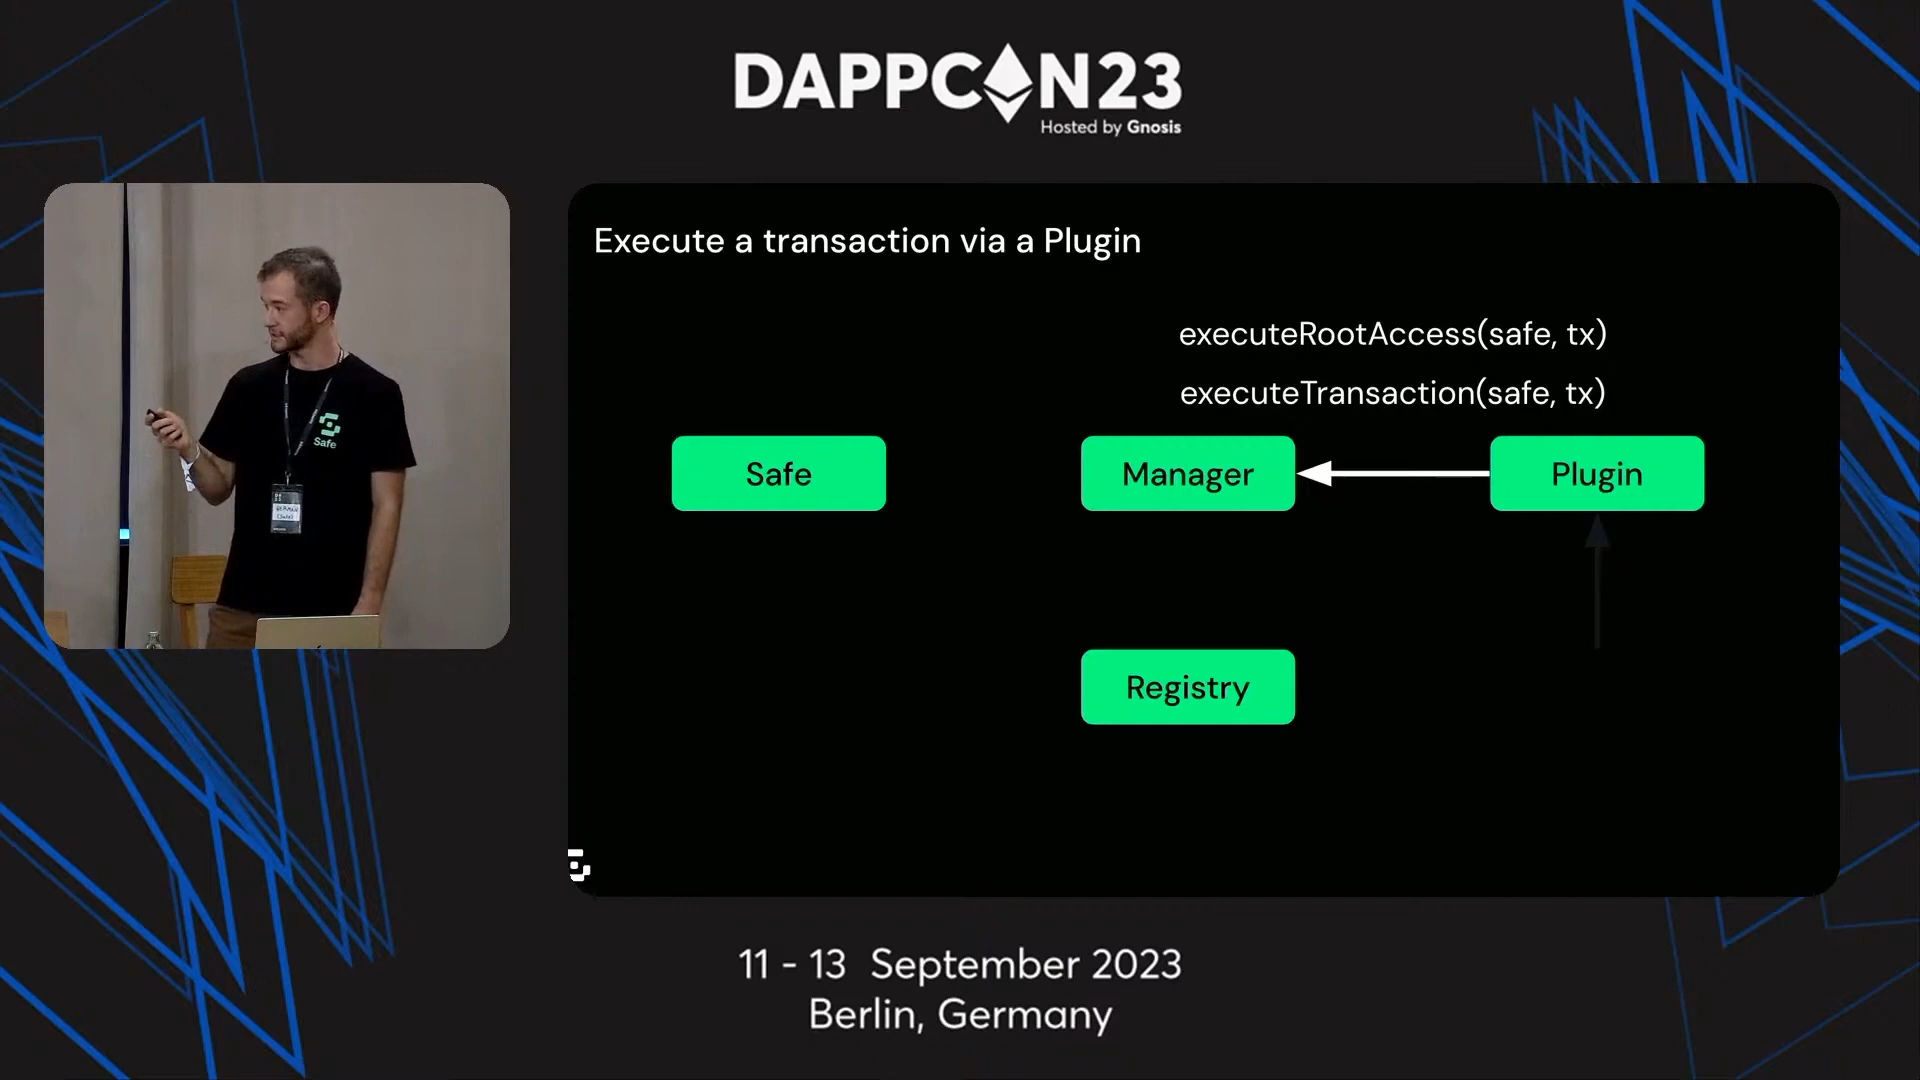 DAPPCON23
Hosted by Gnosis
Execute a transaction via a Plugin
executeRootAccess(safe, tx)
executeTransaction(safe, tx)
Safe
Manager
Plugin
Registry
Safe
11 - 13 September 2023
Berlin, Germany